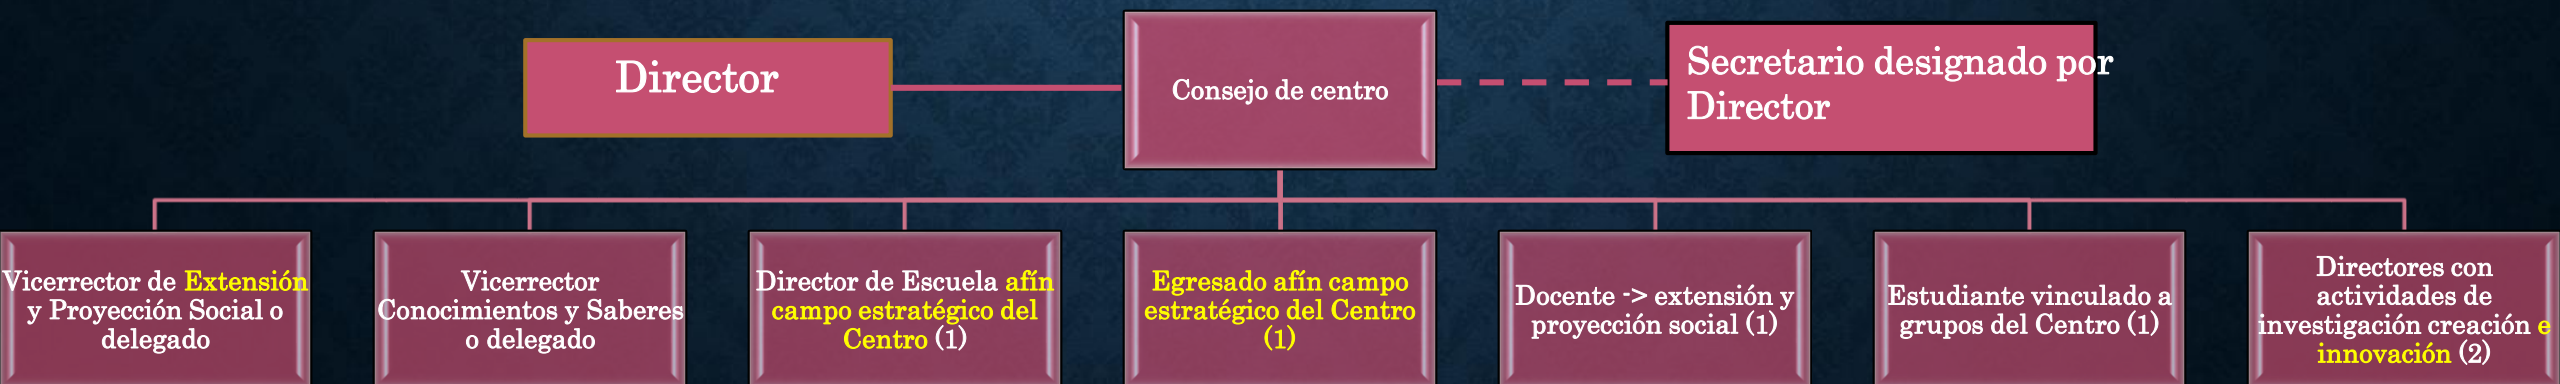 Director
Consejo de centro
Secretario designado por
Director
Vicerrector de Extensión
y Proyección Social o
delegado
Vicerrector
Conocimientos y Saberes
o delegado
Director de Escuela afín
campo estratégico del
Centro (1)
Egresado afín campo
estratégico del Centro
(1)
Docente -> extensión y
proyección social (1)
Estudiante vinculado a
grupos del Centro (1)
Directores con
actividades de
investigación creación e
innovación (2)